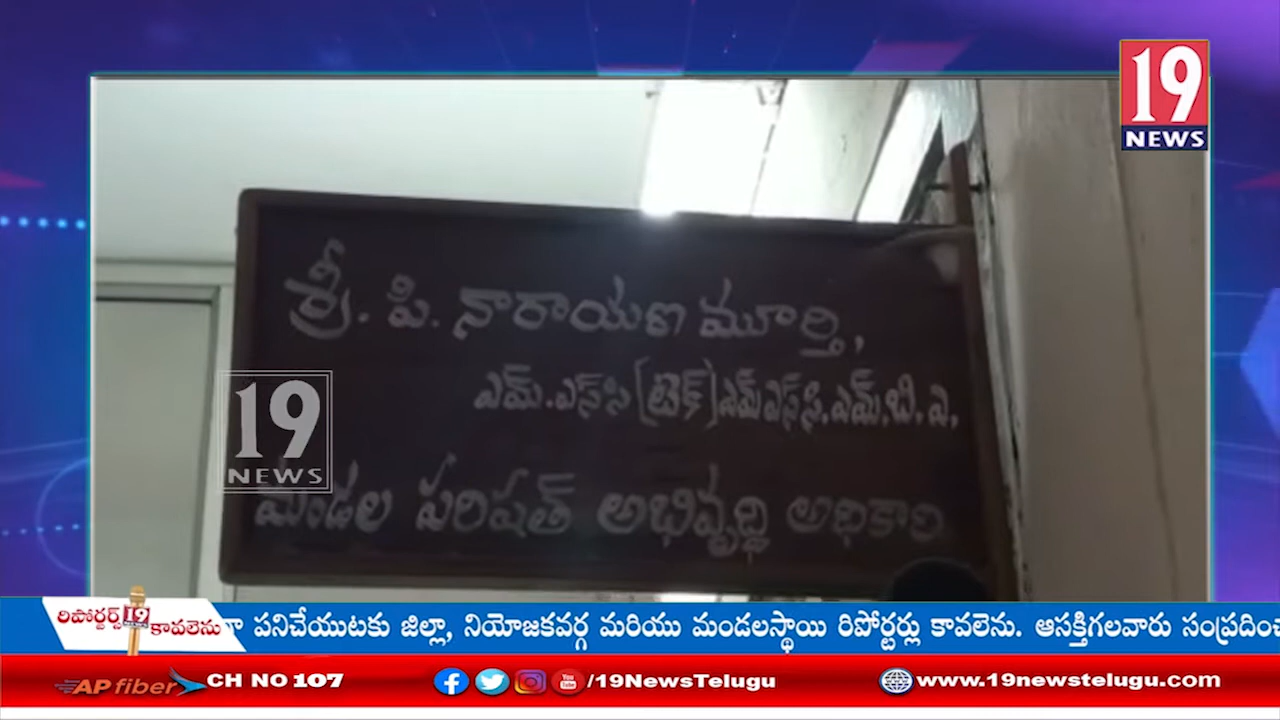 19
NEWS
శ్రీ. పి. నారాయణ మూర్తి,
ఎమ్.ఎస్‌సి [టెక్] ఎమ్ఎస్‌సి, ఎమ్.బి.ఎ.
19
NEWS
మండల పరిషత్ అభివృద్ధి అధికారి
రిపోర్టర్స్ 19 కావలెను
పనిచేయుటకు జిల్లా, నియోజకవర్గ మరియు మండలస్థాయి రిపోర్టర్లు కావలెను. ఆసక్తిగలవారు
AP fiber CH NO 107 /19NewsTelugu www.19newstelugu.com